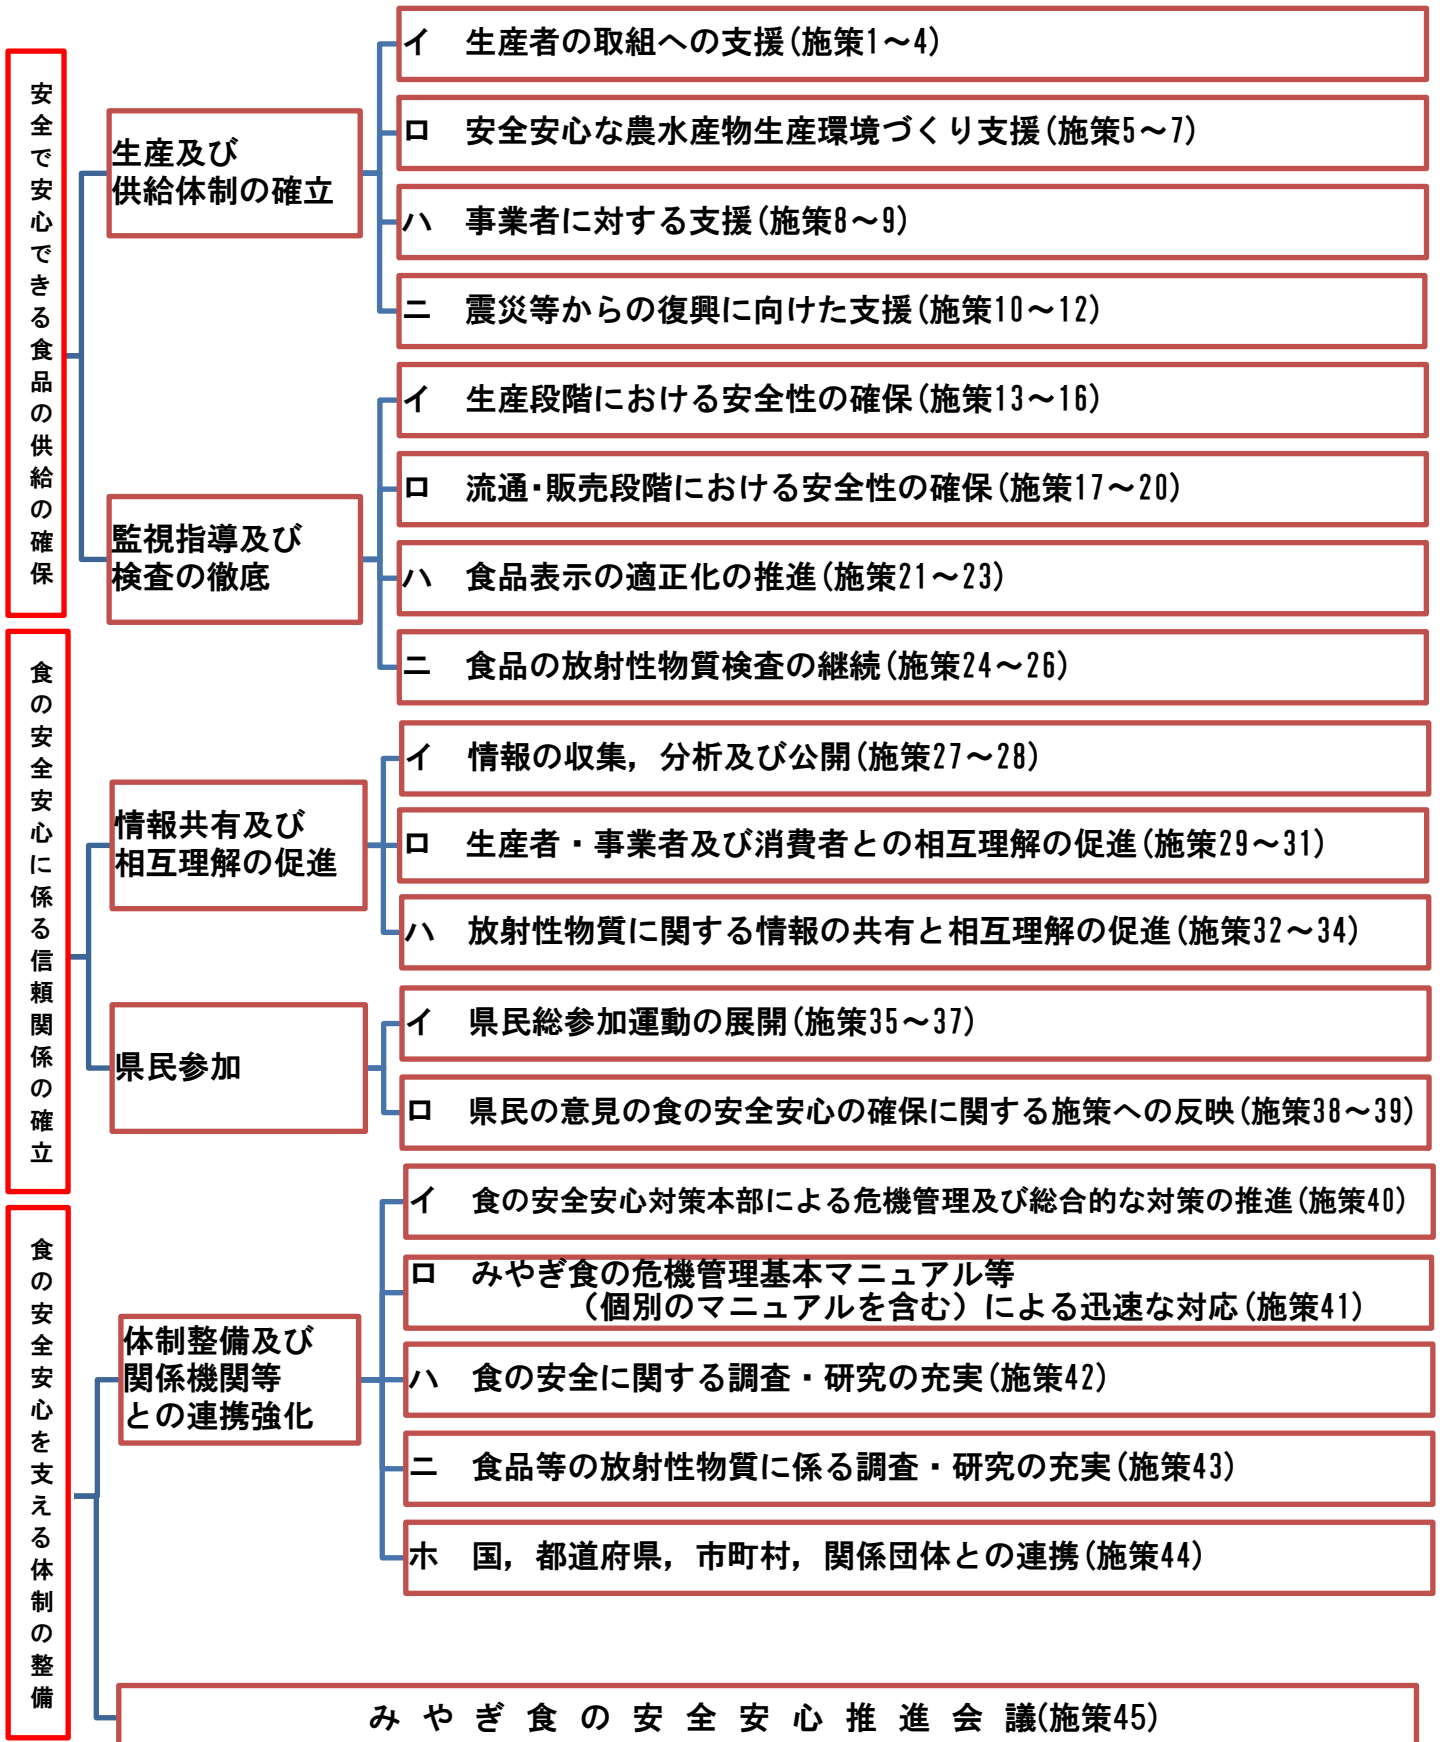 安全で安心できる食品の供給の確保
生産及び
供給体制の確立
イ 生産者の取組への支援(施策1～4)
ロ 安全安心な農水産物生産環境づくり支援(施策5～7)
ハ 事業者に対する支援(施策8～9)
ニ 震災等からの復興に向けた支援(施策10～12)
監視指導及び
検査の徹底
イ 生産段階における安全性の確保(施策13～16)
ロ 流通・販売段階における安全性の確保(施策17～20)
ハ 食品表示の適正化の推進(施策21～23)
ニ 食品の放射性物質検査の継続(施策24～26)
食の安全安心に係る信頼関係の確立
情報共有及び
相互理解の促進
イ 情報の収集，分析及び公開(施策27～28)
ロ 生産者・事業者及び消費者との相互理解の促進(施策29～31)
ハ 放射性物質に関する情報の共有と相互理解の促進(施策32～34)
県民参加
イ 県民総参加運動の展開(施策35～37)
ロ 県民の意見の食の安全安心の確保に関する施策への反映(施策38～39)
食の安全安心を支える体制の整備
体制整備及び
関係機関等
との連携強化
イ 食の安全安心対策本部による危機管理及び総合的な対策の推進(施策40)
ロ みやぎ食の危機管理基本マニュアル等
（個別のマニュアルを含む）による迅速な対応(施策41)
ハ 食の安全に関する調査・研究の充実(施策42)
ニ 食品等の放射性物質に係る調査・研究の充実(施策43)
ホ 国，都道府県，市町村，関係団体との連携(施策44)
みやぎ食の安全安心推進会議(施策45)